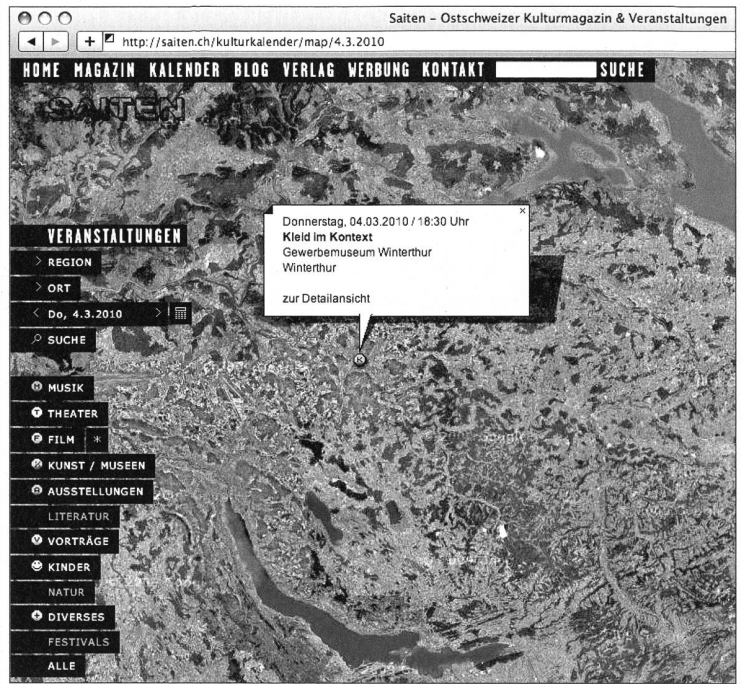 Saiten – Ostschweizer Kulturmagazin & Veranstaltungen
http://saiten.ch/kulturkalender/map/4.3.2010
HOME MAGAZIN KALENDER BLOG VERLAG WERBUNG KONTAKT SUCHE
SAITEN
Donnerstag, 04.03.2010 / 18:30 Uhr
Kleid im Kontext
Gewerbemuseum Winterthur
Winterthur
zur Detailansicht
VERANSTALTUNGEN
> REGION
> ORT
< Do, 4.3.2010 >
SUCHE
M MUSIK
T THEATER
F FILM *
K KUNST / MUSEEN
A AUSSTELLUNGEN
LITERATUR
V VORTRÄGE
KINDER
NATUR
+ DIVERSES
FESTIVALS
ALLE